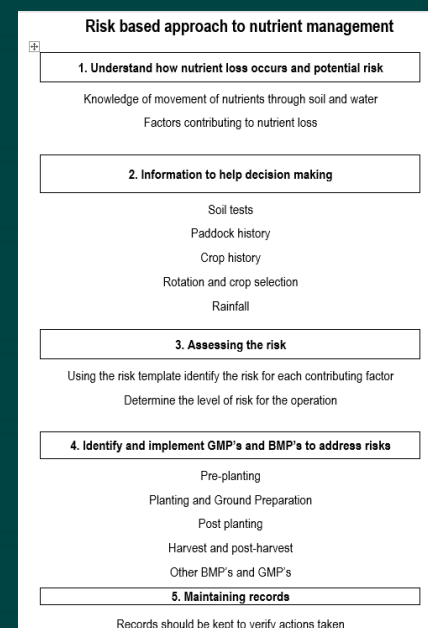 Risk based approach to nutrient management
1. Understand how nutrient loss occurs and potential risk
Knowledge of movement of nutrients through soil and water
Factors contributing to nutrient loss
2. Information to help decision making
Soil tests
Paddock history
Crop history
Rotation and crop selection
Rainfall
3. Assessing the risk
Using the risk template identify the risk for each contributing factor
Determine the level of risk for the operation
4. Identify and implement GMP's and BMP's to address risks
Pre-planting
Planting and Ground Preparation
Post planting
Harvest and post-harvest
Other BMP's and GMP's
5. Maintaining records
Records should be kept to verify actions taken